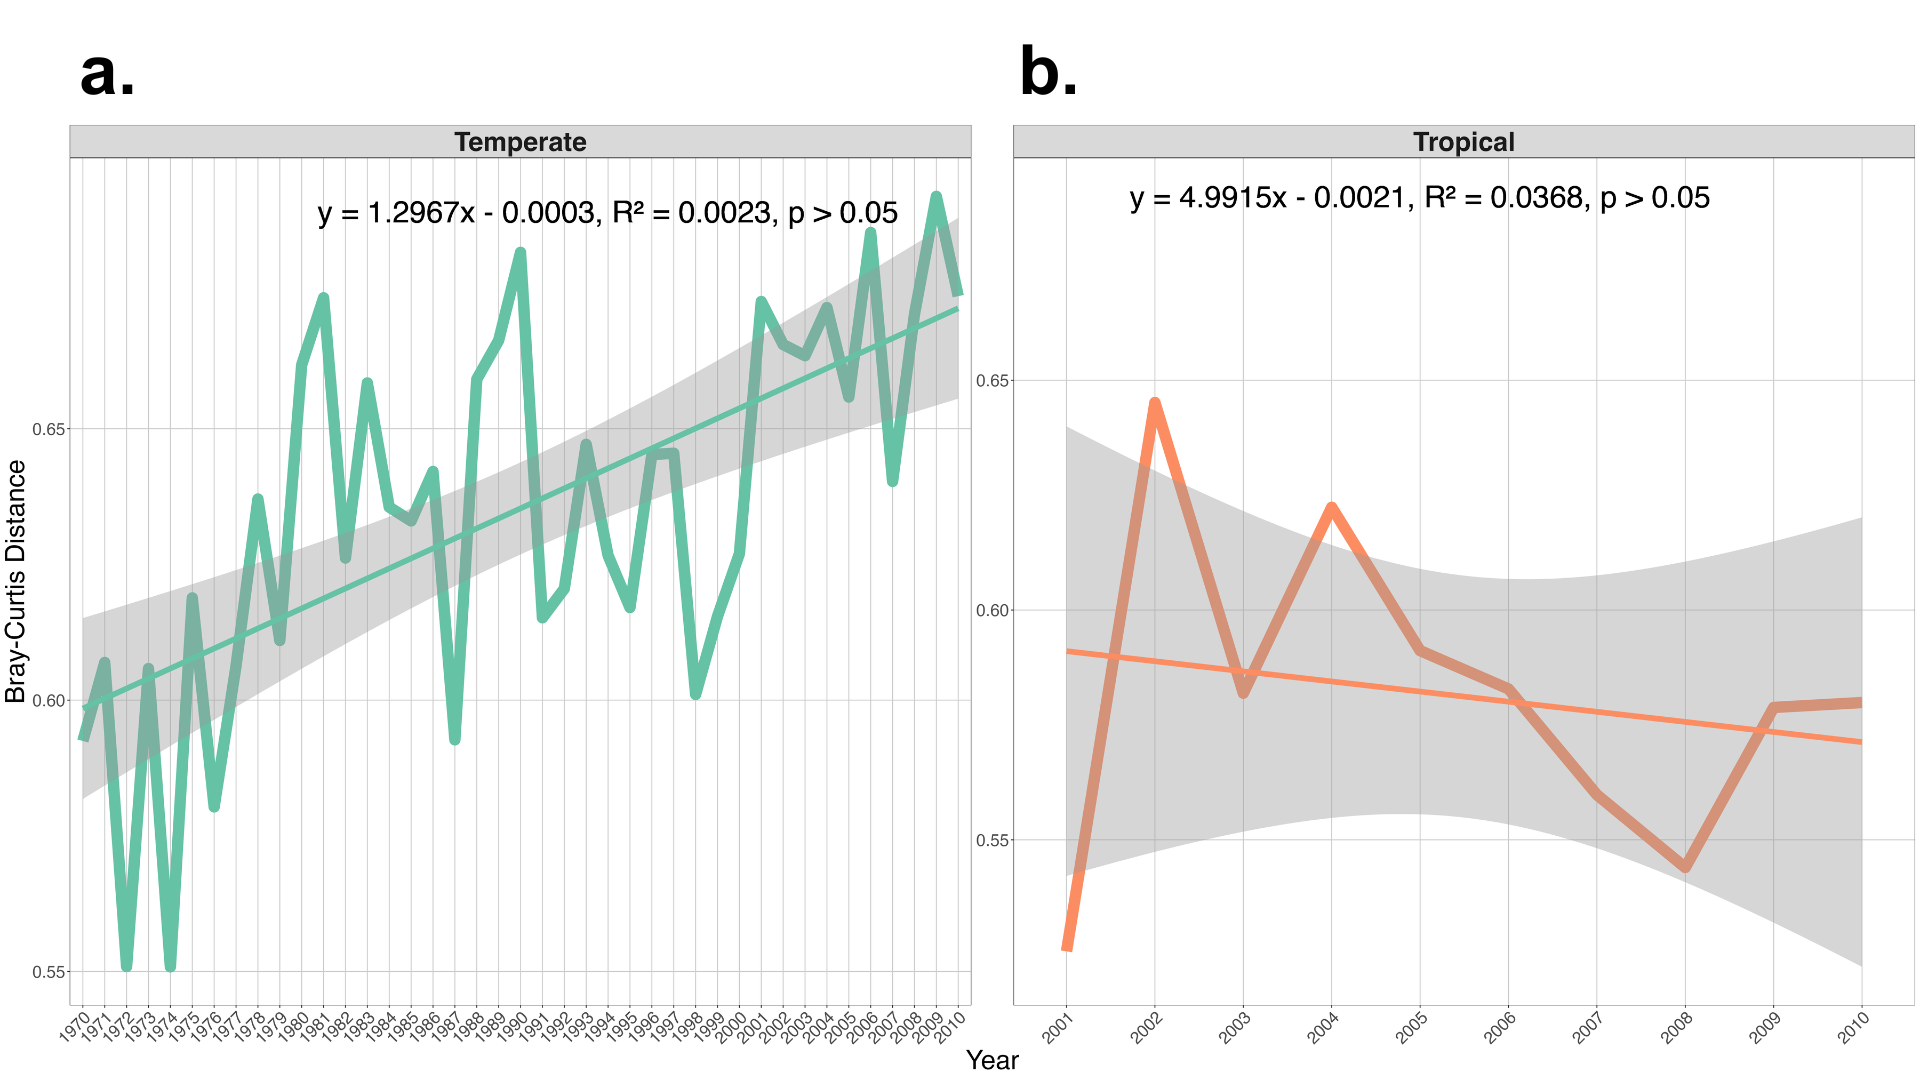 a.
Temperate
y = 1.2967x - 0.0003, R² = 0.0023, p > 0.05
Bray-Curtis Distance
0.65
0.60
0.55
1970 1971 1972 1973 1974 1975 1976 1977 1978 1979 1980 1981 1982 1983 1984 1985 1986 1987 1988 1989 1990 1991 1992 1993 1994 1995 1996 1997 1998 1999 2000 2001 2002 2003 2004 2005 2006 2007 2008 2009 2010
b.
Tropical
y = 4.9915x - 0.0021, R² = 0.0368, p > 0.05
0.65
0.60
0.55
2001 2002 2003 2004 2005 2006 2007 2008 2009 2010
Year